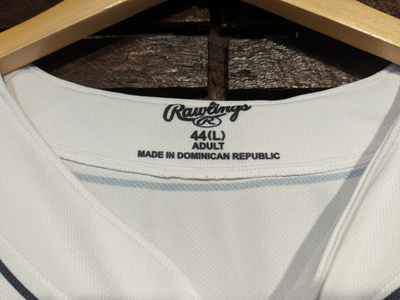 Rawlings
R
44(L)
ADULT
MADE IN DOMINICAN REPUBLIC